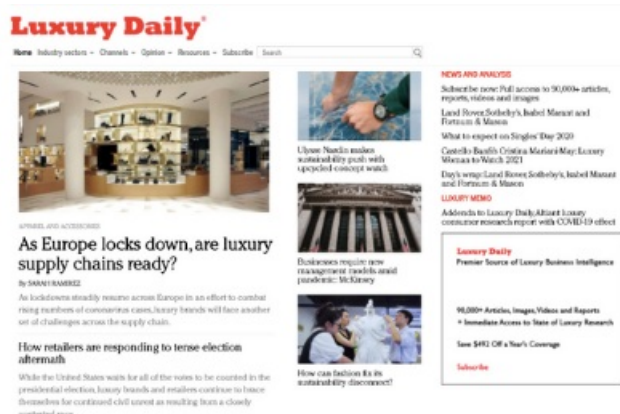 Luxury Daily®
Home Industry sectors Channels Opinion Resources Subscribe Search
APPAREL AND ACCESSORIES
As Europe locks down, are luxury
supply chains ready?
By SARAH RAMIREZ
As lockdowns steadily resume across Europe in an effort to combat
rising numbers of coronavirus cases, luxury brands will face another
set of challenges across the supply chain.
How retailers are responding to tense election
aftermath
While the United States waits for all of the votes to be counted in the
presidential election, luxury brands and retailers continue to brace
themselves for continued civil unrest as resulting from a closely
contested race.
Ulysse Nardin makes
sustainability push with
upcycled concept watch
Businesses require new
management models amid
pandemic: McKinsey
How can fashion fix its
sustainability disconnect?
NEWS AND ANALYSIS
Subscribe now: Full access to 90,000+ articles,
reports, videos and images
Land Rover, Sotheby's, Isabel Marant and
Fortnum & Mason
What to expect on Singles' Day 2020
Castello Banfi's Cristina Mariani-May: Luxury
Woman to Watch 2021
Day's wrap: Land Rover, Sotheby's, Isabel Marant
and Fortnum & Mason
LUXURY MEMO
Addenda to Luxury Daily, Altiant luxury
consumer research report with COVID-19 effect
Luxury Daily
Premier Source of Luxury Business Intelligence
90,000+ Articles, Images, Videos and Reports
+ Immediate Access to State of Luxury Research
Save $492 Off a Year's Coverage
Subscribe